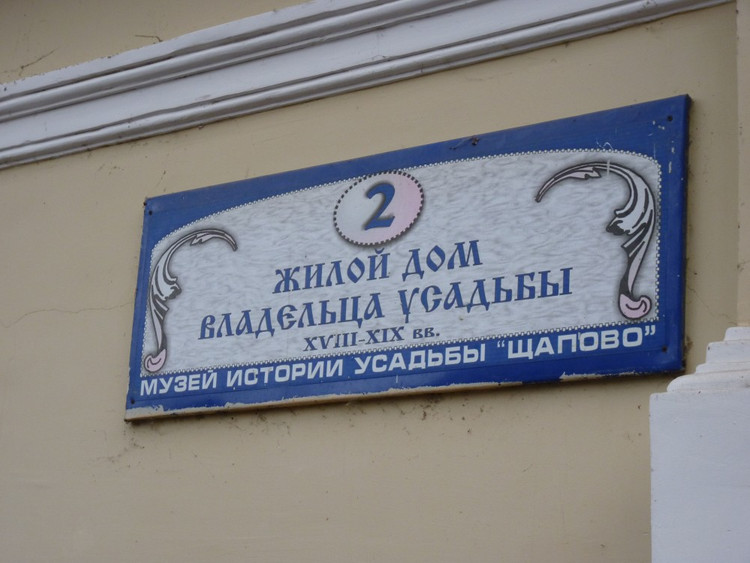 2
ЖИЛОЙ ДОМ
ВЛАДЕЛЬЦА УСАДЬБЫ
XVIII-XIX ВВ.
МУЗЕЙ ИСТОРИИ УСАДЬБЫ "ЩАПОВО"